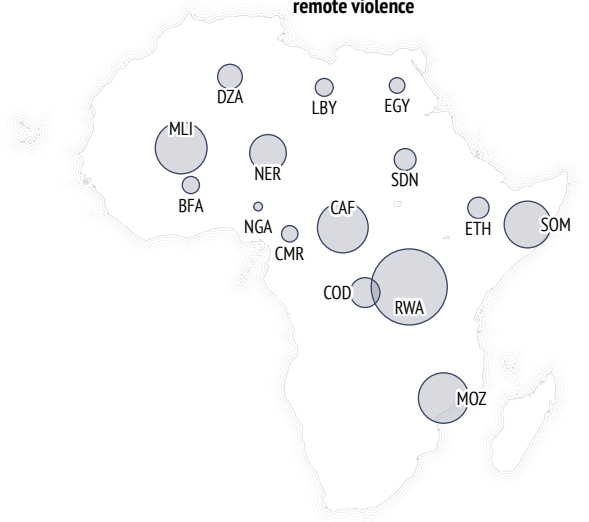 remote violence
DZA
LBY
EGY
MLI
NER
SDN
BFA
NGA
CAF
ETH
SOM
CMR
COD
RWA
MOZ